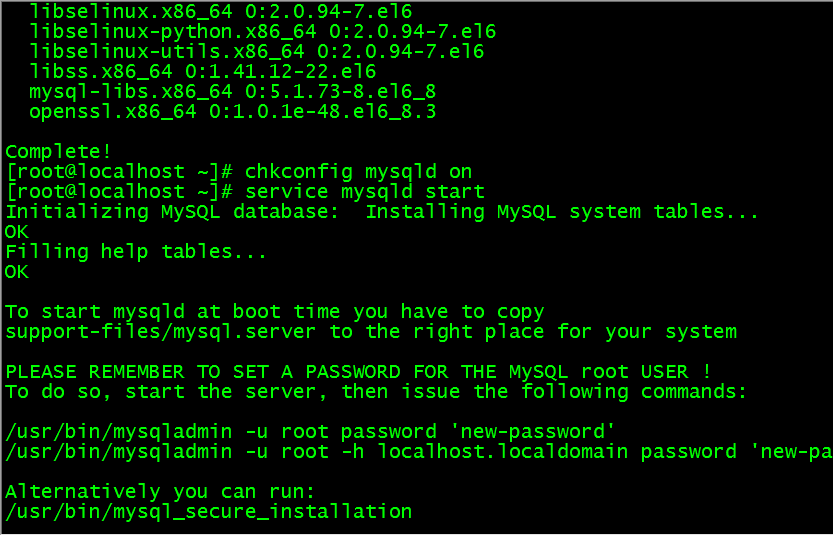 libselinux.x86_64 0:2.0.94-7.el6
libselinux-python.x86_64 0:2.0.94-7.el6
libselinux-utils.x86_64 0:2.0.94-7.el6
libss.x86_64 0:1.41.12-22.el6
mysql-libs.x86_64 0:5.1.73-8.el6_8
openssl.x86_64 0:1.0.1e-48.el6_8.3
Complete!
[root@localhost ~]# chkconfig mysqld on
[root@localhost ~]# service mysqld start
Initializing MySQL database:  Installing MySQL system tables...
OK
Filling help tables...
OK
To start mysqld at boot time you have to copy
support-files/mysql.server to the right place for your system
PLEASE REMEMBER TO SET A PASSWORD FOR THE MySQL root USER !
To do so, start the server, then issue the following commands:
/usr/bin/mysqladmin -u root password 'new-password'
/usr/bin/mysqladmin -u root -h localhost.localdomain password 'new-pa
Alternatively you can run:
/usr/bin/mysql_secure_installation